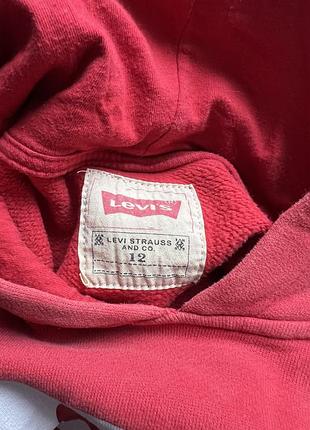 Levi's
LEVI STRAUSS
AND CO.
12